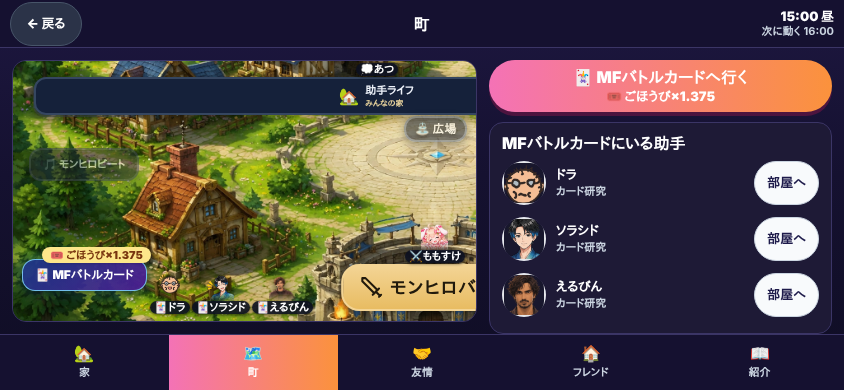 ← 戻る
町
15:00 昼
次に動く 16:00
あつ
助手ライフ
みんなの家
広場
モンヒロビート
ごほうび×1.375
MFバトルカード
ドラ
ソラシド
えるびん
ももすけ
モンヒロバ
MFバトルカードへ行く
ごほうび×1.375
MFバトルカードにいる助手
ドラ
カード研究
部屋へ
ソラシド
カード研究
部屋へ
えるびん
カード研究
部屋へ
家
町
友情
フレンド
紹介